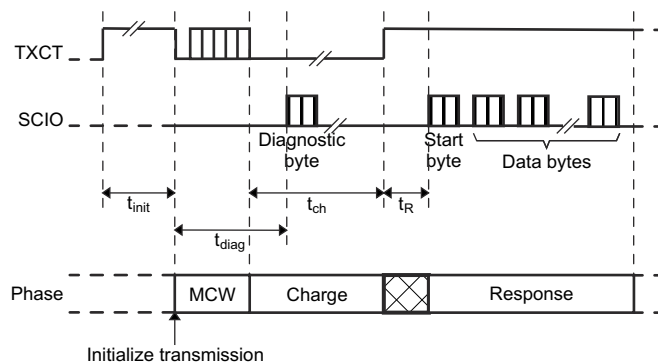 TXCT
SCIO
Diagnostic
byte
Start
byte
Data bytes
t_init
t_ch
t_R
t_diag
Phase
MCW
Charge
Response
Initialize transmission